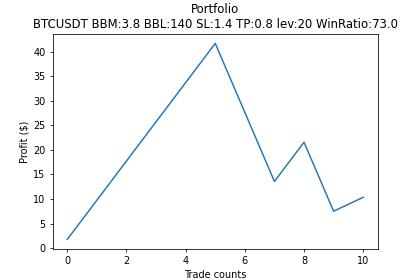 Portfolio
BTCUSDT BBM:3.8 BBL:140 SL:1.4 TP:0.8 lev:20 WinRatio:73.0
Profit ($)
40
35
30
25
20
15
10
5
0
0 2 4 6 8 10
Trade counts